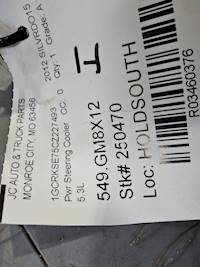 JC AUTO & TRUCK PARTS
MONROE CITY, MO 63456
2012 SILVRDO15
Qty 1 Grade: A
1GCRKSE75CZ227493
Pwr Steering Cooler CC: 0
5.3L
549.GM8X12
Stk# 250470
Loc: HOLDSOUTH
R03460376